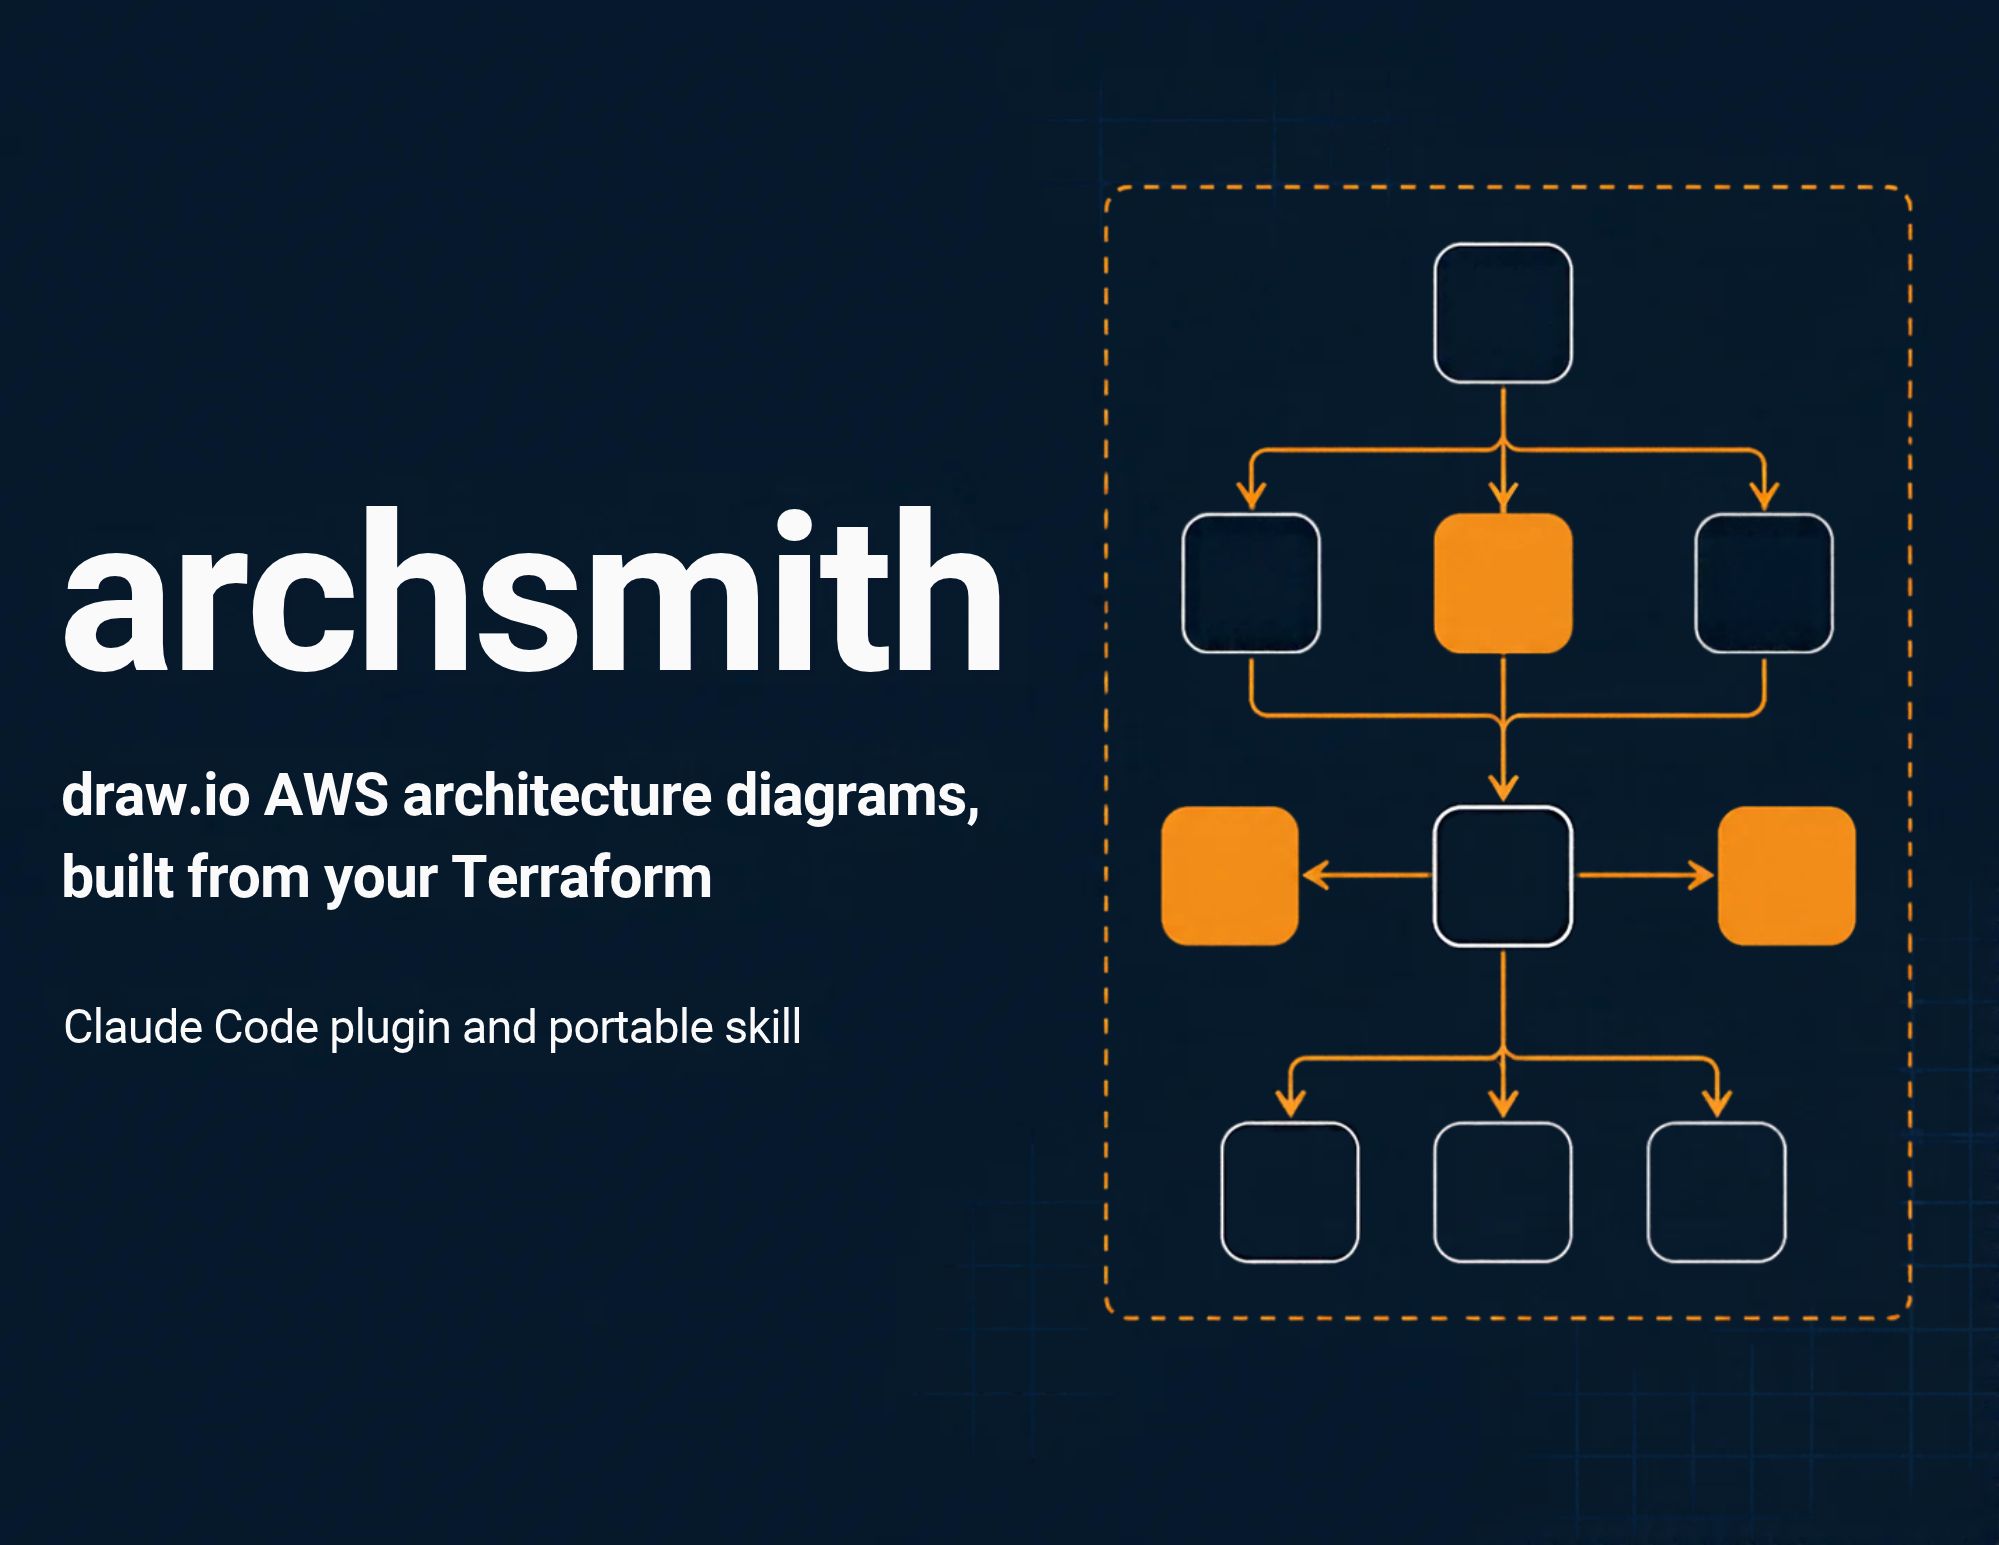 archsmith
draw.io AWS architecture diagrams,
built from your Terraform
Claude Code plugin and portable skill